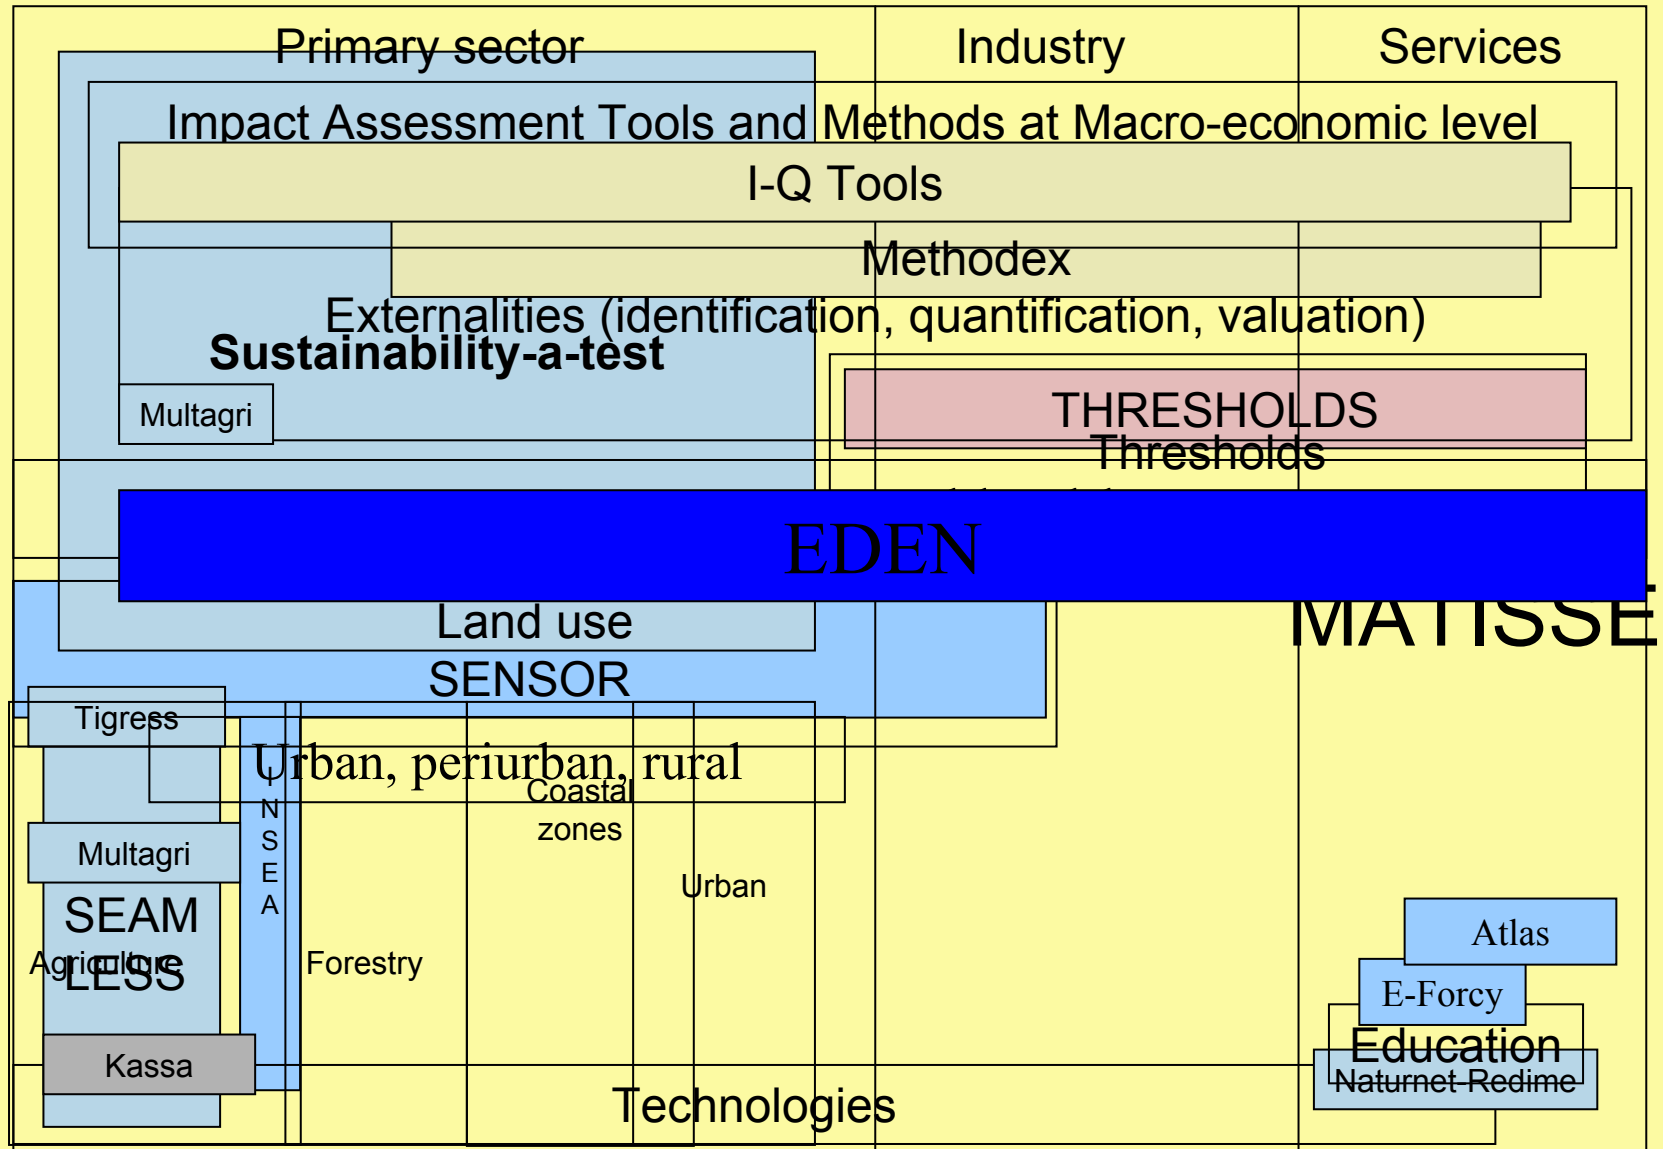 Primary sector
Industry
Services
Impact Assessment Tools and Methods at Macro-economic level
I-Q Tools
Methodex
Externalities (identification, quantification, valuation)
Sustainability-a-test
Multagri
THRESHOLDS
Thresholds
EDEN
MATISSE
Land use
SENSOR
Tigress
Urban, periurban, rural
I
N
S
E
A
Coastal
zones
Multagri
Urban
SEAM
LESS
Agriculture
Forestry
Atlas
E-Forcy
Education
Naturnet-Redime
Kassa
Technologies